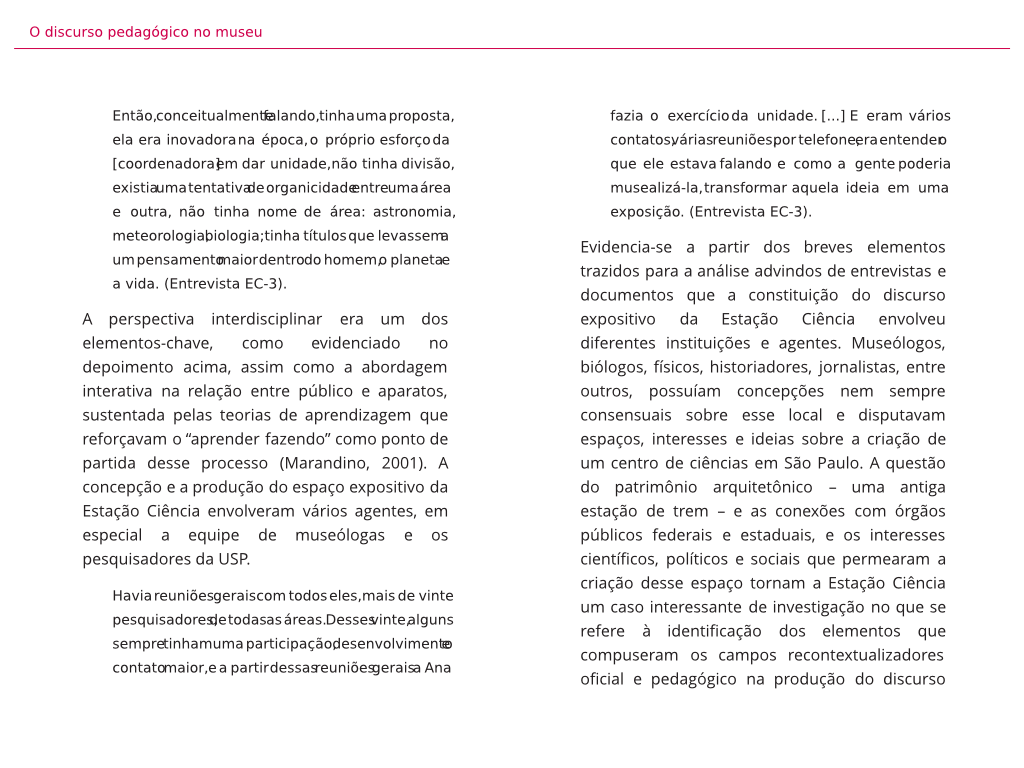 O discurso pedagógico no museu
Então, conceitualmente falando, tinha uma proposta,
ela era inovadora na época, o próprio esforço da
[coordenadora] em dar unidade, não tinha divisão,
existia uma tentativa de organicidade entre uma área
e outra, não tinha nome de área: astronomia,
meteorologia, biologia; tinha títulos que levassem a
um pensamento maior dentro do homem, o planeta e
a vida. (Entrevista EC-3).
A perspectiva interdisciplinar era um dos
elementos-chave, como evidenciado no
depoimento acima, assim como a abordagem
interativa na relação entre público e aparatos,
sustentada pelas teorias de aprendizagem que
reforçavam o “aprender fazendo” como ponto de
partida desse processo (Marandino, 2001). A
concepção e a produção do espaço expositivo da
Estação Ciência envolveram vários agentes, em
especial a equipe de museólogas e os
pesquisadores da USP.
Havia reuniões gerais com todos eles, mais de vinte
pesquisadores, de todas as áreas. Desses vinte, alguns
sempre tinham uma participação, desenvolvimento e o
contato maior, e a partir dessas reuniões gerais a Ana
fazia o exercício da unidade. [...] E eram vários
contatos, várias reuniões por telefone, era entender o
que ele estava falando e como a gente poderia
musealizá-la, transformar aquela ideia em uma
exposição. (Entrevista EC-3).
Evidencia-se a partir dos breves elementos
trazidos para a análise advindos de entrevistas e
documentos que a constituição do discurso
expositivo da Estação Ciência envolveu
diferentes instituições e agentes. Museólogos,
biólogos, físicos, historiadores, jornalistas, entre
outros, possuíam concepções nem sempre
consensuais sobre esse local e disputavam
espaços, interesses e ideias sobre a criação de
um centro de ciências em São Paulo. A questão
do patrimônio arquitetônico – uma antiga
estação de trem – e as conexões com órgãos
públicos federais e estaduais, e os interesses
científicos, políticos e sociais que permearam a
criação desse espaço tornam a Estação Ciência
um caso interessante de investigação no que se
refere à identificação dos elementos que
compuseram os campos recontextualizadores
oficial e pedagógico na produção do discurso